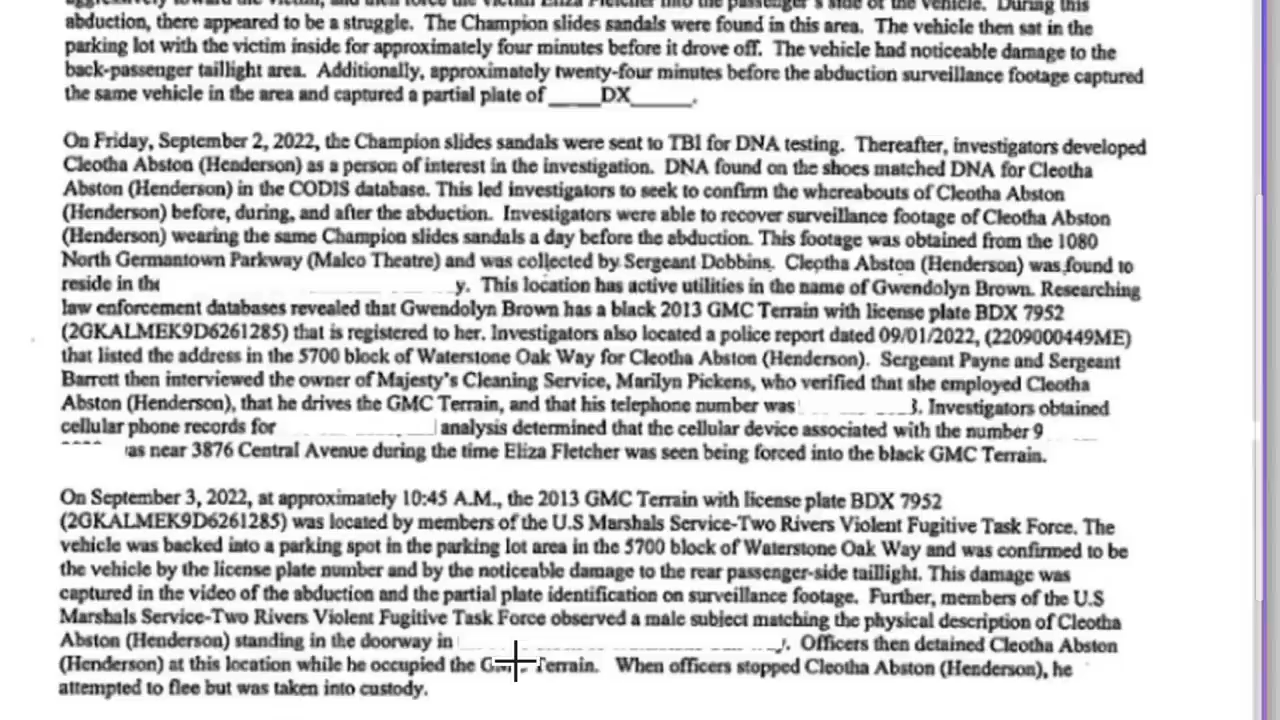 aggressively toward the victim, and then force the victim Eliza Fletcher into the passenger's side of the vehicle. During this
abduction, there appeared to be a struggle. The Champion slides sandals were found in this area. The vehicle then sat in the
parking lot with the victim inside for approximately four minutes before it drove off. The vehicle had noticeable damage to the
back-passenger taillight area. Additionally, approximately twenty-four minutes before the abduction surveillance footage captured
the same vehicle in the area and captured a partial plate of _____DX______.
On Friday, September 2, 2022, the Champion slides sandals were sent to TBI for DNA testing. Thereafter, investigators developed
Cleotha Abston (Henderson) as a person of interest in the investigation. DNA found on the shoes matched DNA for Cleotha
Abston (Henderson) in the CODIS database. This led investigators to seek to confirm the whereabouts of Cleotha Abston
(Henderson) before, during, and after the abduction. Investigators were able to recover surveillance footage of Cleotha Abston
(Henderson) wearing the same Champion slides sandals a day before the abduction. This footage was obtained from the 1080
North Germantown Parkway (Malco Theatre) and was collected by Sergeant Dobbins. Cleotha Abston (Henderson) was found to
reside in the y. This location has active utilities in the name of Gwendolyn Brown. Researching
law enforcement databases revealed that Gwendolyn Brown has a black 2013 GMC Terrain with license plate BDX 7952
(2GKALMEK9D6261285) that is registered to her. Investigators also located a police report dated 09/01/2022, (2209000449ME)
that listed the address in the 5700 block of Waterstone Oak Way for Cleotha Abston (Henderson). Sergeant Payne and Sergeant
Barrett then interviewed the owner of Majesty's Cleaning Service, Marilyn Pickens, who verified that she employed Cleotha
Abston (Henderson), that he drives the GMC Terrain, and that his telephone number was 3. Investigators obtained
cellular phone records for analysis determined that the cellular device associated with the number 9
as near 3876 Central Avenue during the time Eliza Fletcher was seen being forced into the black GMC Terrain.
On September 3, 2022, at approximately 10:45 A.M., the 2013 GMC Terrain with license plate BDX 7952
(2GKALMEK9D6261285) was located by members of the U.S Marshals Service-Two Rivers Violent Fugitive Task Force. The
vehicle was backed into a parking spot in the parking lot area in the 5700 block of Waterstone Oak Way and was confirmed to be
the vehicle by the license plate number and by the noticeable damage to the rear passenger-side taillight. This damage was
captured in the video of the abduction and the partial plate identification on surveillance footage. Further, members of the U.S
Marshals Service-Two Rivers Violent Fugitive Task Force observed a male subject matching the physical description of Cleotha
Abston (Henderson) standing in the doorway in y. Officers then detained Cleotha Abston
(Henderson) at this location while he occupied the GMC Terrain. When officers stopped Cleotha Abston (Henderson), he
attempted to flee but was taken into custody.